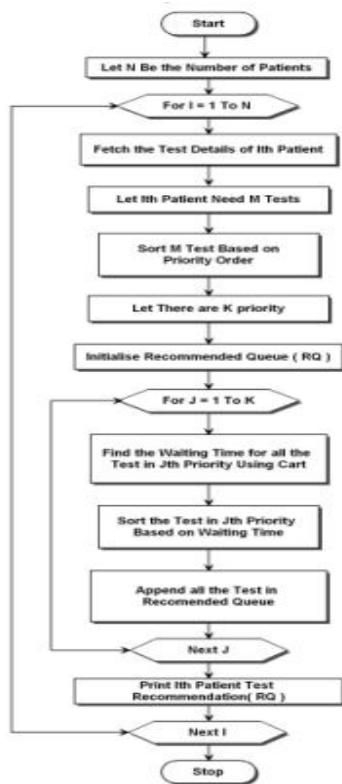 Start
Let N Be the Number of Patients
For I = 1 To N
Fetch the Test Details of Ith Patient
Let Ith Patient Need M Tests
Sort M Test Based on
Priority Order
Let There are K priority
Initialise Recommended Queue ( RQ )
For J = 1 To K
Find the Waiting Time for all the
Test in Jth Priority Using Cart
Sort the Test in Jth Priority
Based on Waiting Time
Append all the Test in
Recomended Queue
Next J
Print Ith Patient Test
Recommendation( RQ )
Next I
Stop